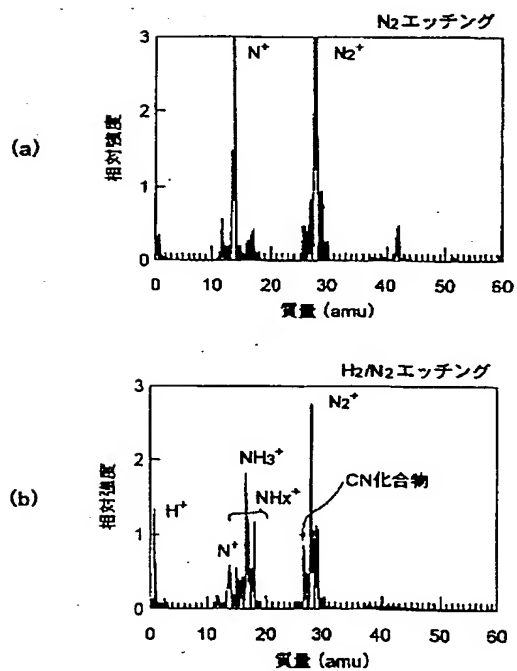 N2エッチング
(a)
相対強度
3
2
1
0
N+
N2+
0 10 20 30 40 50 60
質量 (amu)
H2/N2エッチング
(b)
相対強度
3
2
1
0
H+
N+
NH3+
NHx+
N2+
CN化合物
0 10 20 29 40 50 60
質量 (amu)